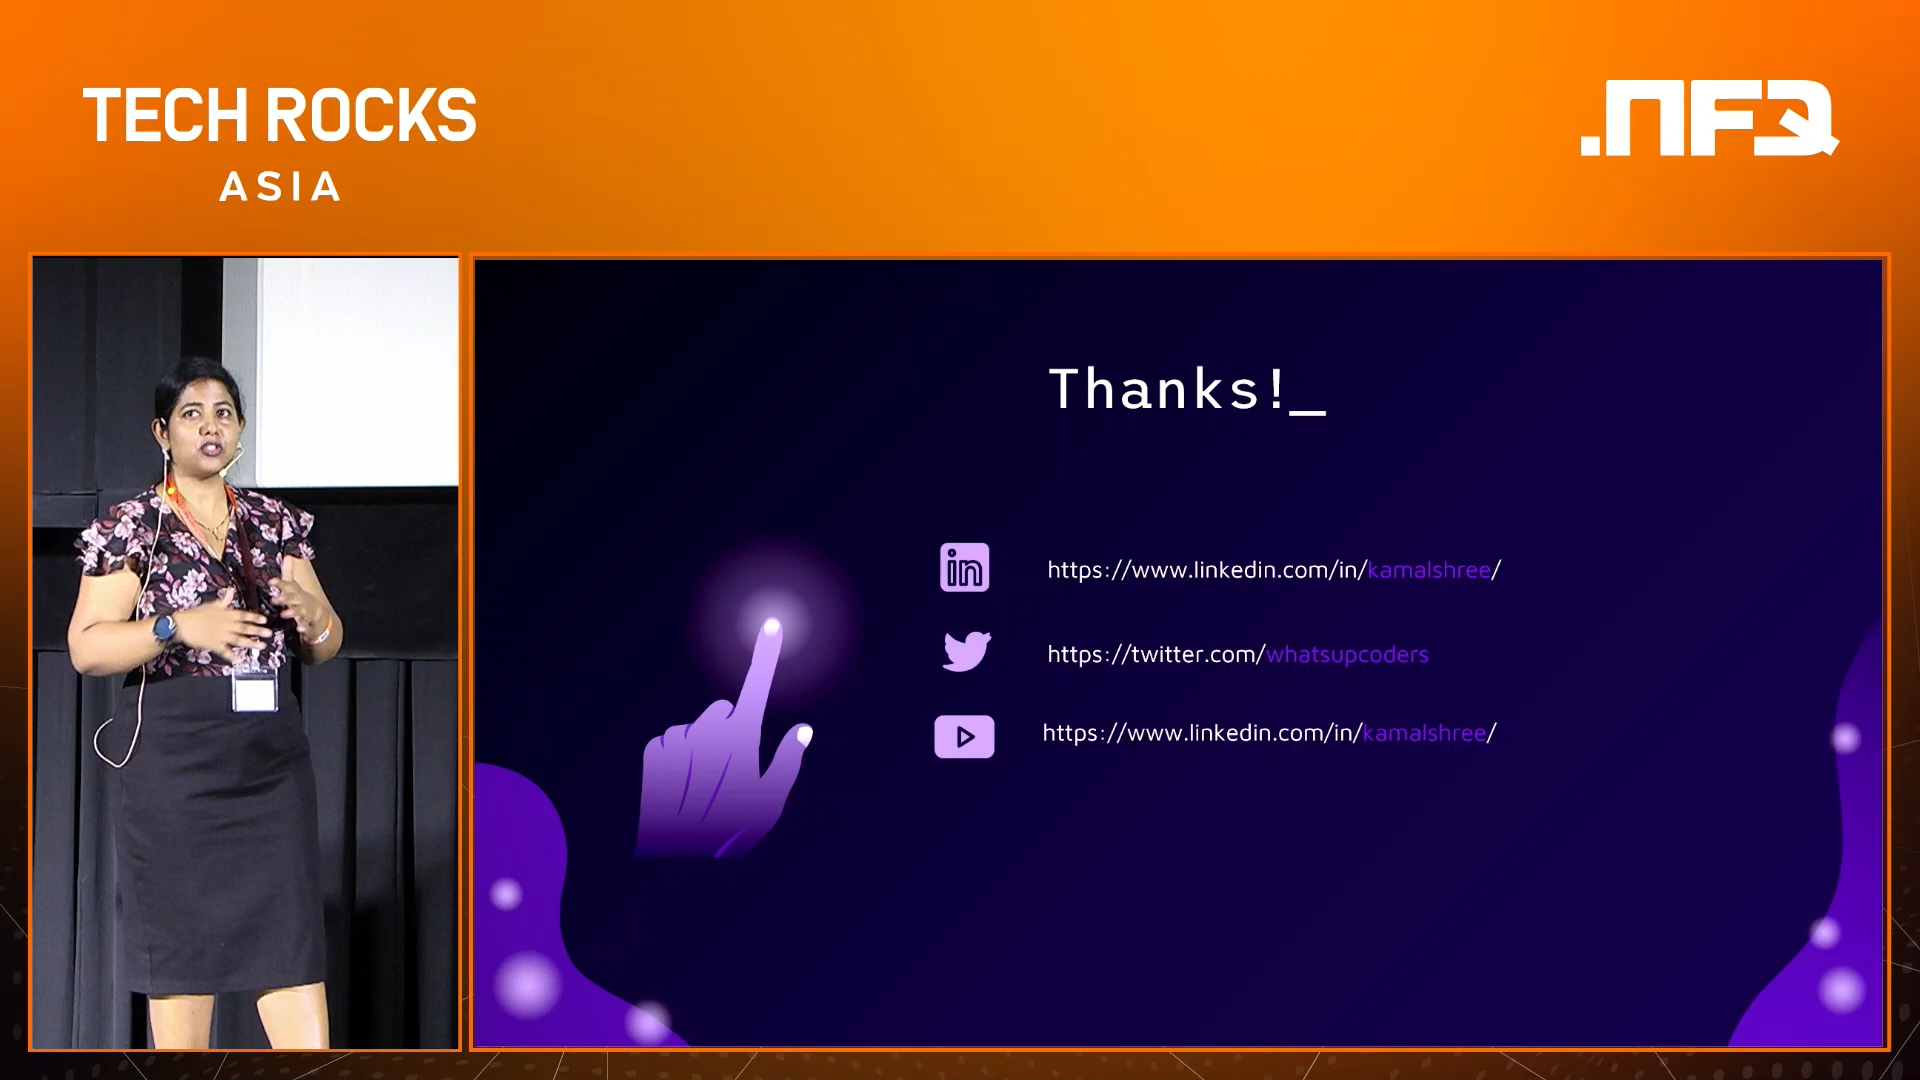 TECH ROCKS
ASIA
.NFQ
Thanks!_
in
https://www.linkedin.com/in/kamalshree/
https://twitter.com/whatsupcoders
https://www.linkedin.com/in/kamalshree/